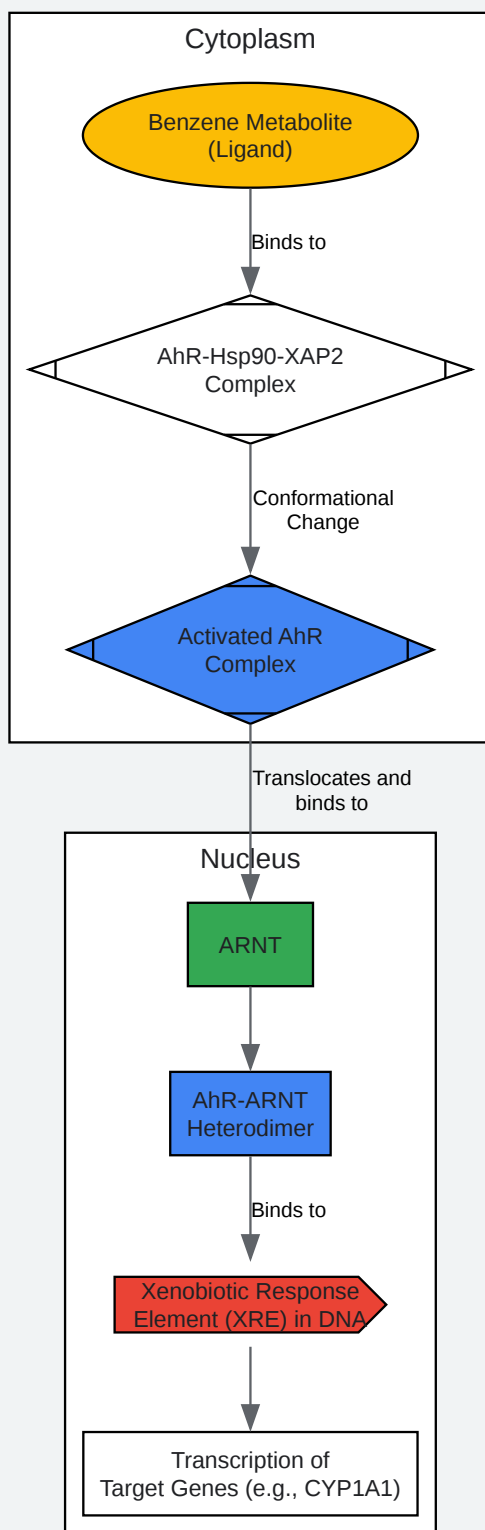 Cytoplasm
Benzene Metabolite
(Ligand)
Binds to
AhR-Hsp90-XAP2
Complex
Conformational
Change
Activated AhR
Complex
Translocates and
binds to
Nucleus
ARNT
AhR-ARNT
Heterodimer
Binds to
Xenobiotic Response
Element (XRE) in DNA
Transcription of
Target Genes (e.g., CYP1A1)